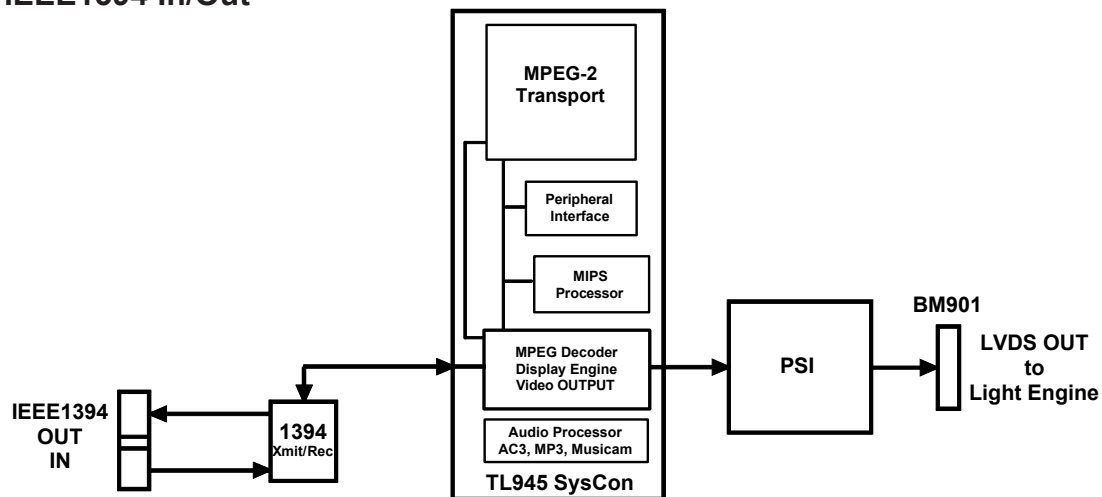 IEEE1394 In/Out
MPEG-2
Transport
Peripheral
Interface
MIPS
Processor
MPEG Decoder
Display Engine
Video OUTPUT
Audio Processor
AC3, MP3, Musicam
TL945 SysCon
IEEE1394
OUT
IN
1394
Xmit/Rec
PSI
BM901
LVDS OUT
to
Light Engine